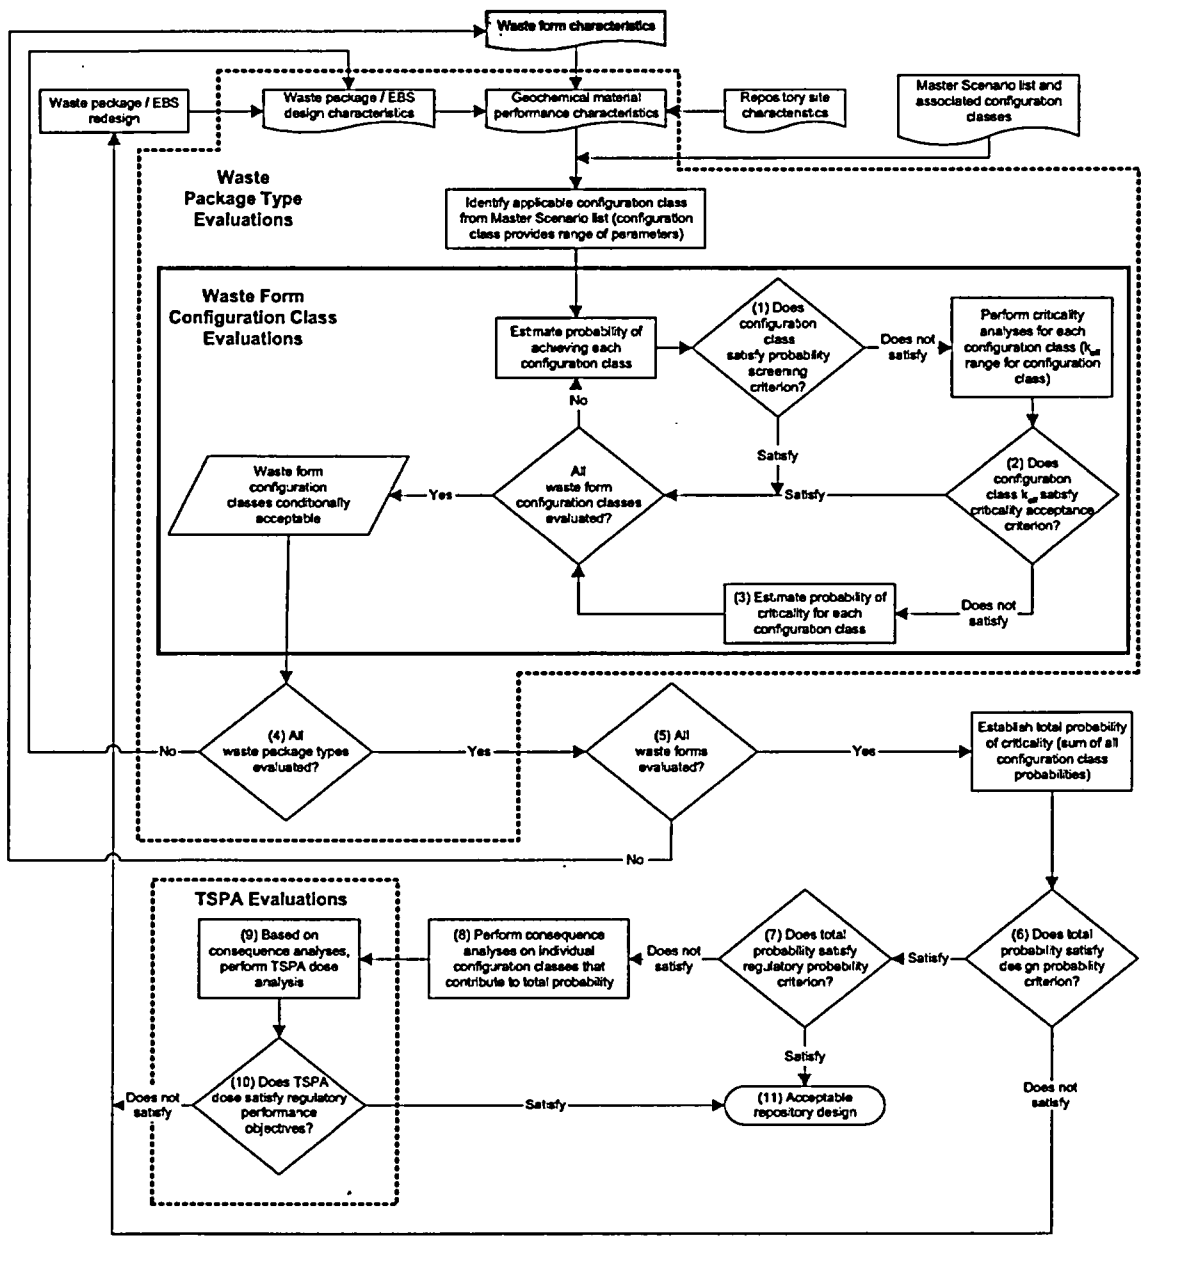 Waste form characteristics
Waste package / EBS
redesign
Waste package / EBS
design characteristics
Geochemical material
performance characteristics
Repository site
characteristics
Master Scenario list and
associated configuration
classes
Waste
Package Type
Evaluations
Identify applicable configuration class
from Master Scenario list (configuration
class provides range of parameters)
Waste Form
Configuration Class
Evaluations
Estimate probability of
achieving each
configuration class
(1) Does
configuration
class
satisfy probability
screening
criterion?
Does not
satisfy
Perform criticality
analyses for each
configuration class (keff
range for configuration
class)
No
Satisfy
Waste form
configuration
classes conditionally
acceptable
Yes
All
waste form
configuration classes
evaluated?
Satisfy
(2) Does
configuration
class keff satisfy
criticality acceptance
criterion?
(3) Estimate probability of
criticality for each
configuration class
Does not
satisfy
No
(4) All
waste package types
evaluated?
Yes
(5) All
waste forms
evaluated?
Yes
Establish total probability
of criticality (sum of all
configuration class
probabilities)
No
TSPA Evaluations
(9) Based on
consequence analyses,
perform TSPA dose
analysis
(8) Perform consequence
analyses on individual
configuration classes that
contribute to total probability
Does not
satisfy
(7) Does total
probability satisfy
regulatory probability
criterion?
Satisfy
(6) Does total
probability satisfy
design probability
criterion?
Satisfy
Does not
satisfy
Does not
satisfy
(10) Does TSPA
dose satisfy regulatory
performance
objectives?
Satisfy
(11) Acceptable
repository design